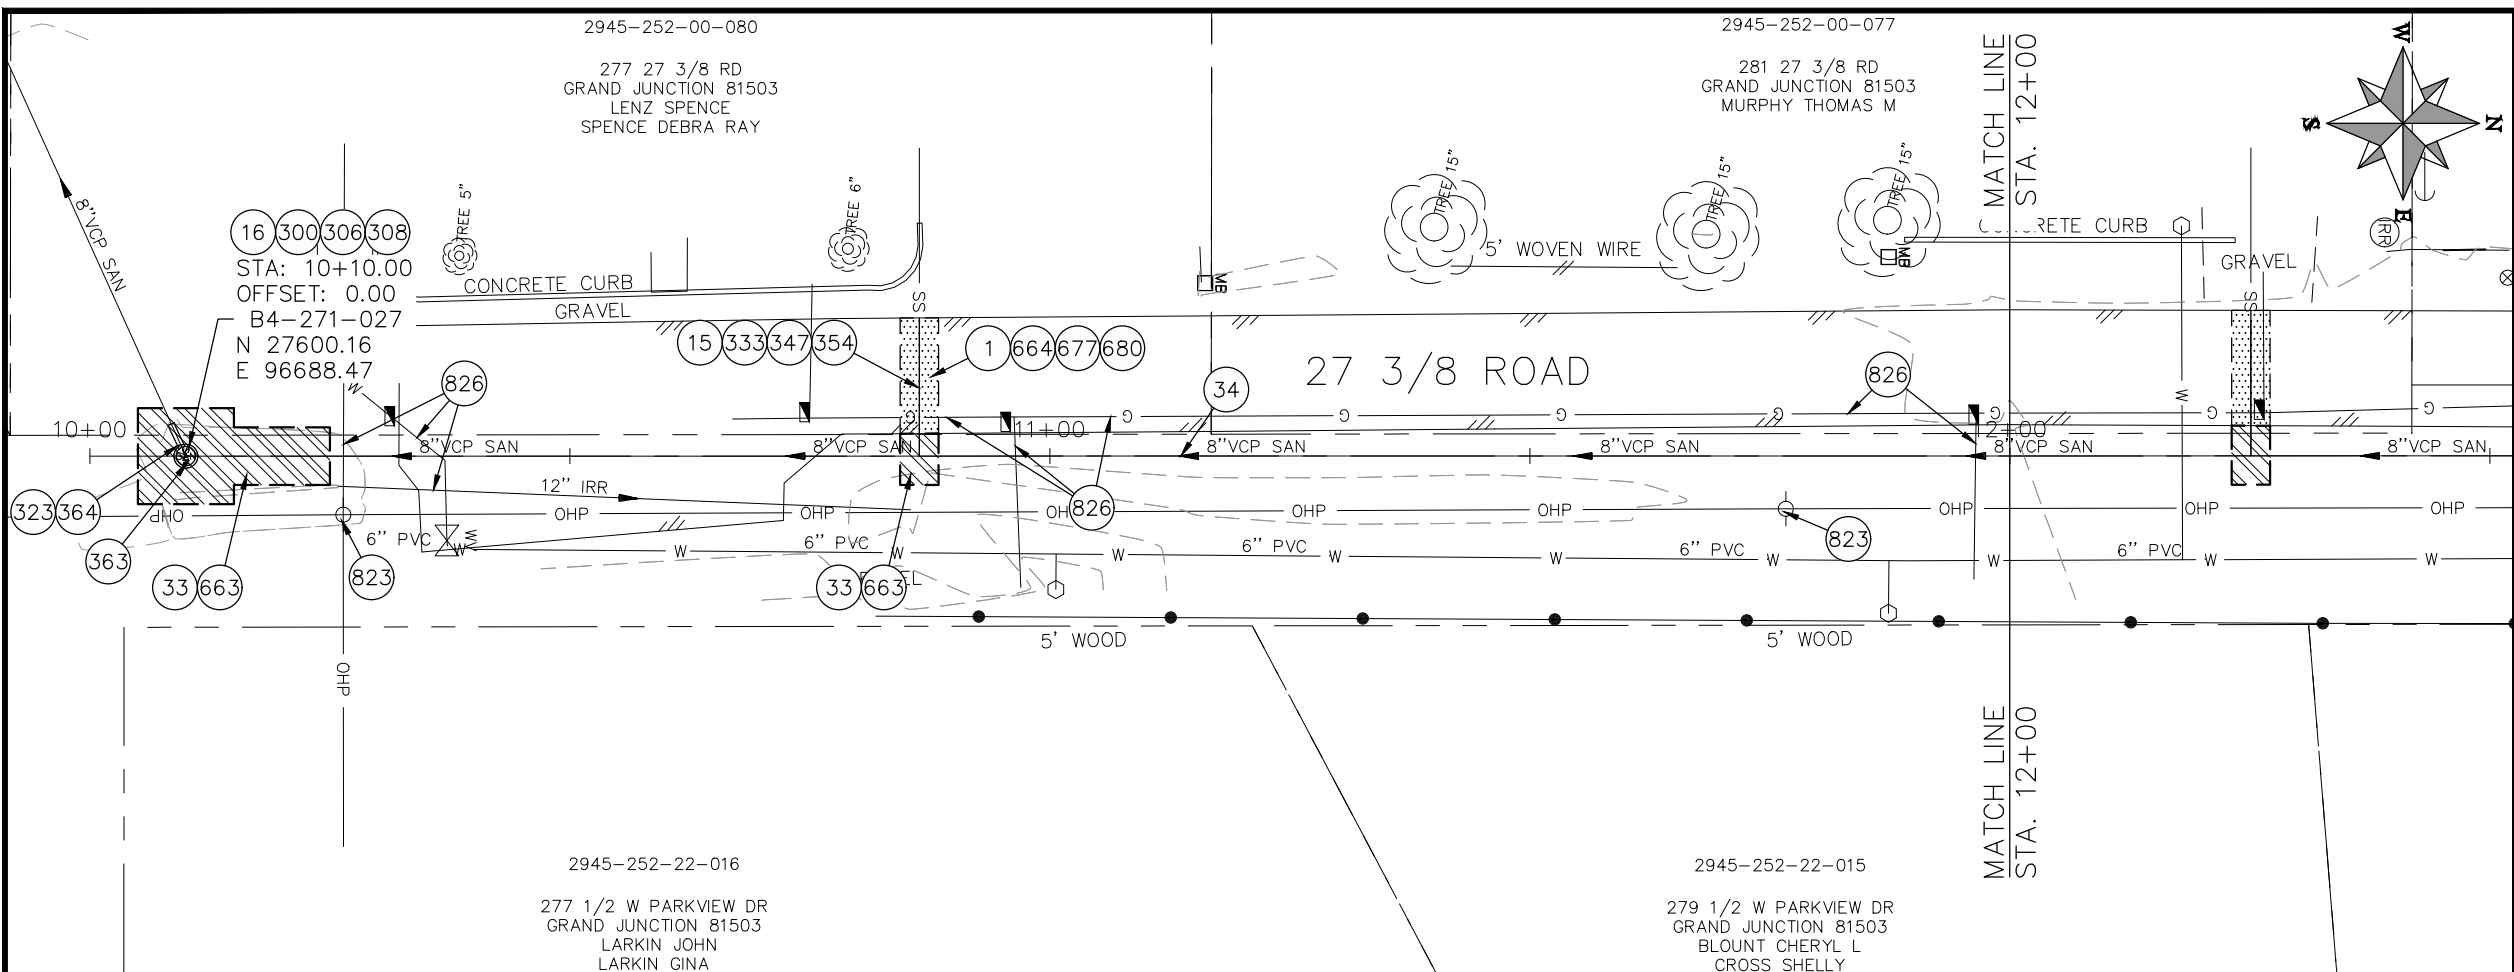 2945-252-00-080
277 27 3/8 RD
GRAND JUNCTION 81503
LENZ SPENCE
SPENCE DEBRA RAY
2945-252-00-077
281 27 3/8 RD
GRAND JUNCTION 81503
MURPHY THOMAS M
MATCH LINE
STA. 12+00
W
N
S
E
8"VCP SAN
16 300 306 308
STA: 10+10.00
OFFSET: 0.00
B4-271-027
N 27600.16
E 96688.47
TREE 5"
TREE 6"
TREE 15"
TREE 15"
TREE 15"
CONCRETE CURB
GRAVEL
5' WOVEN WIRE
MB
MB
RETE CURB
GRAVEL
IRR
SS
SS
15 333 347 354
1 664 677 680
27 3/8 ROAD
34
826
826
W
W
10+00
11+00
2+00
G
G
G
G
G
G
G
8"VCP SAN
8"VCP SAN
8"VCP SAN
8"VCP SAN
8"VCP SAN
8"VCP SAN
12" IRR
323 364
363
33 663
823
826
823
33 663
OHP
OHP
OHP
OH
OHP
OHP
OHP
OHP
OHP
OHP
6" PVC
6" PVC
6" PVC
6" PVC
6" PVC
W
W
W
W
W
W
W
W
W
W
W
EL
5' WOOD
5' WOOD
MATCH LINE
STA. 12+00
2945-252-22-016
277 1/2 W PARKVIEW DR
GRAND JUNCTION 81503
LARKIN JOHN
LARKIN GINA
2945-252-22-015
279 1/2 W PARKVIEW DR
GRAND JUNCTION 81503
BLOUNT CHERYL L
CROSS SHELLY